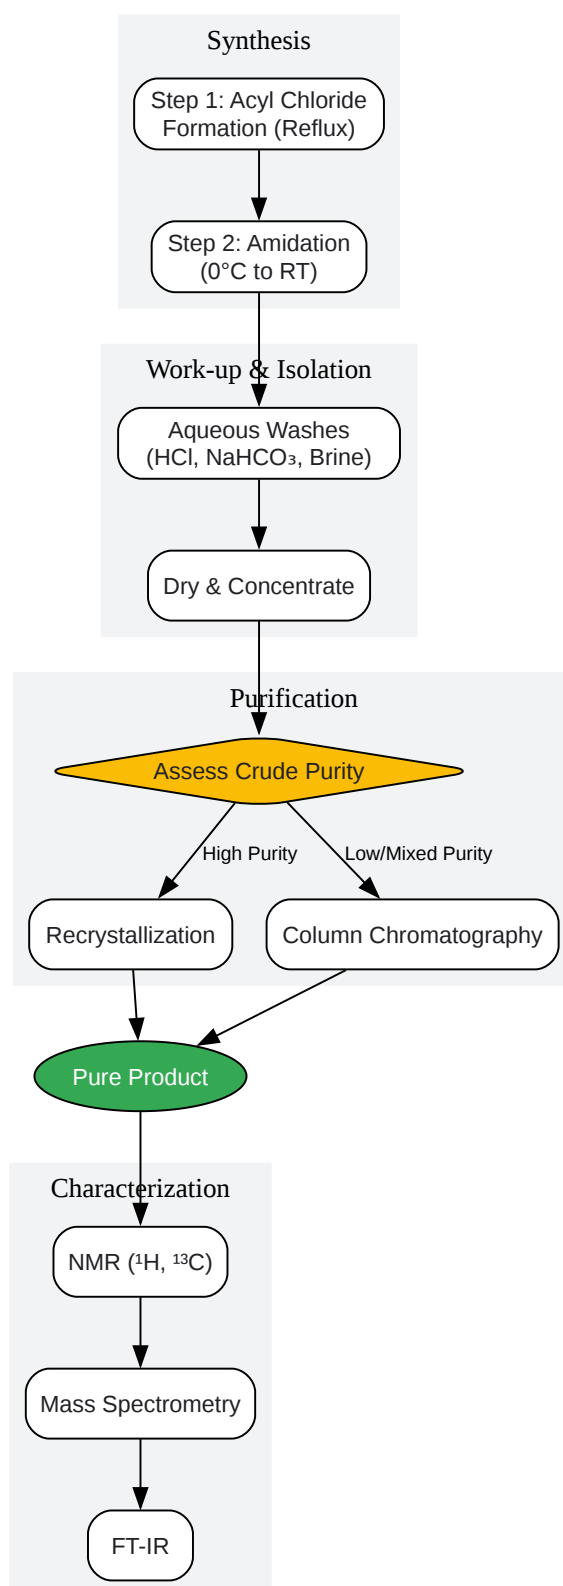 Synthesis
Step 1: Acyl Chloride
Formation (Reflux)
Step 2: Amidation
(0°C to RT)
Work-up & Isolation
Aqueous Washes
(HCl, NaHCO₃, Brine)
Dry & Concentrate
Purification
Assess Crude Purity
High Purity
Low/Mixed Purity
Recrystallization
Column Chromatography
Pure Product
Characterization
NMR (¹H, ¹³C)
Mass Spectrometry
FT-IR